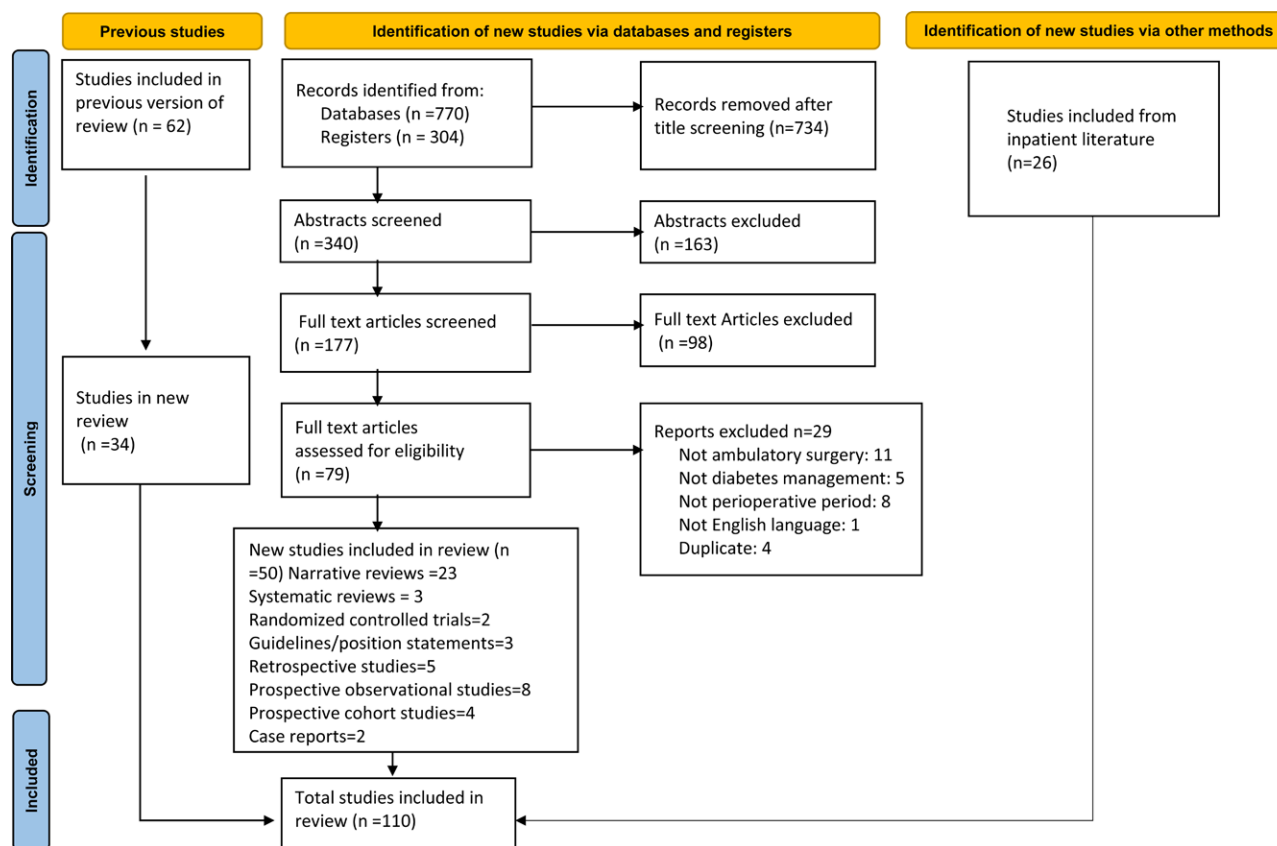 Previous studies
Identification of new studies via databases and registers
Identification of new studies via other methods
Identification
Studies included in
previous version of
review (n = 62)
Records identified from:
Databases (n =770)
Registers (n = 304)
Records removed after
title screening (n=734)
Studies included from
inpatient literature
(n=26)
Abstracts screened
(n =340)
Abstracts excluded
(n =163)
Screening
Full text articles screened
(n =177)
Full text Articles excluded
(n =98)
Studies in new
review
(n =34)
Full text articles
assessed for eligibility
(n =79)
Reports excluded n=29
Not ambulatory surgery: 11
Not diabetes management: 5
Not perioperative period: 8
Not English language: 1
Duplicate: 4
New studies included in review (n
=50) Narrative reviews =23
Systematic reviews = 3
Randomized controlled trials=2
Guidelines/position statements=3
Retrospective studies=5
Prospective observational studies=8
Prospective cohort studies=4
Case reports=2
Included
Total studies included in
review (n =110)